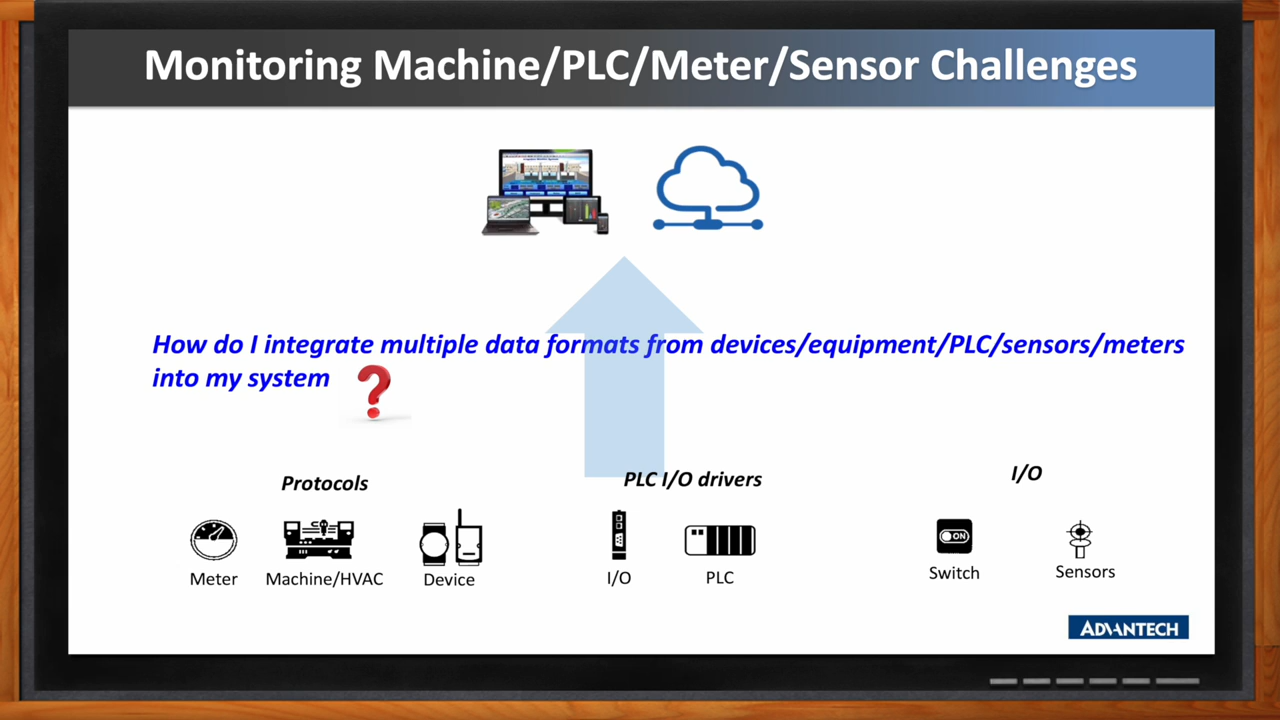 Monitoring Machine/PLC/Meter/Sensor Challenges
How do I integrate multiple data formats from devices/equipment/PLC/sensors/meters
into my system
?
Protocols
PLC I/O drivers
I/O
ON
Meter
Machine/HVAC
Device
I/O
PLC
Switch
Sensors
ADVANTECH